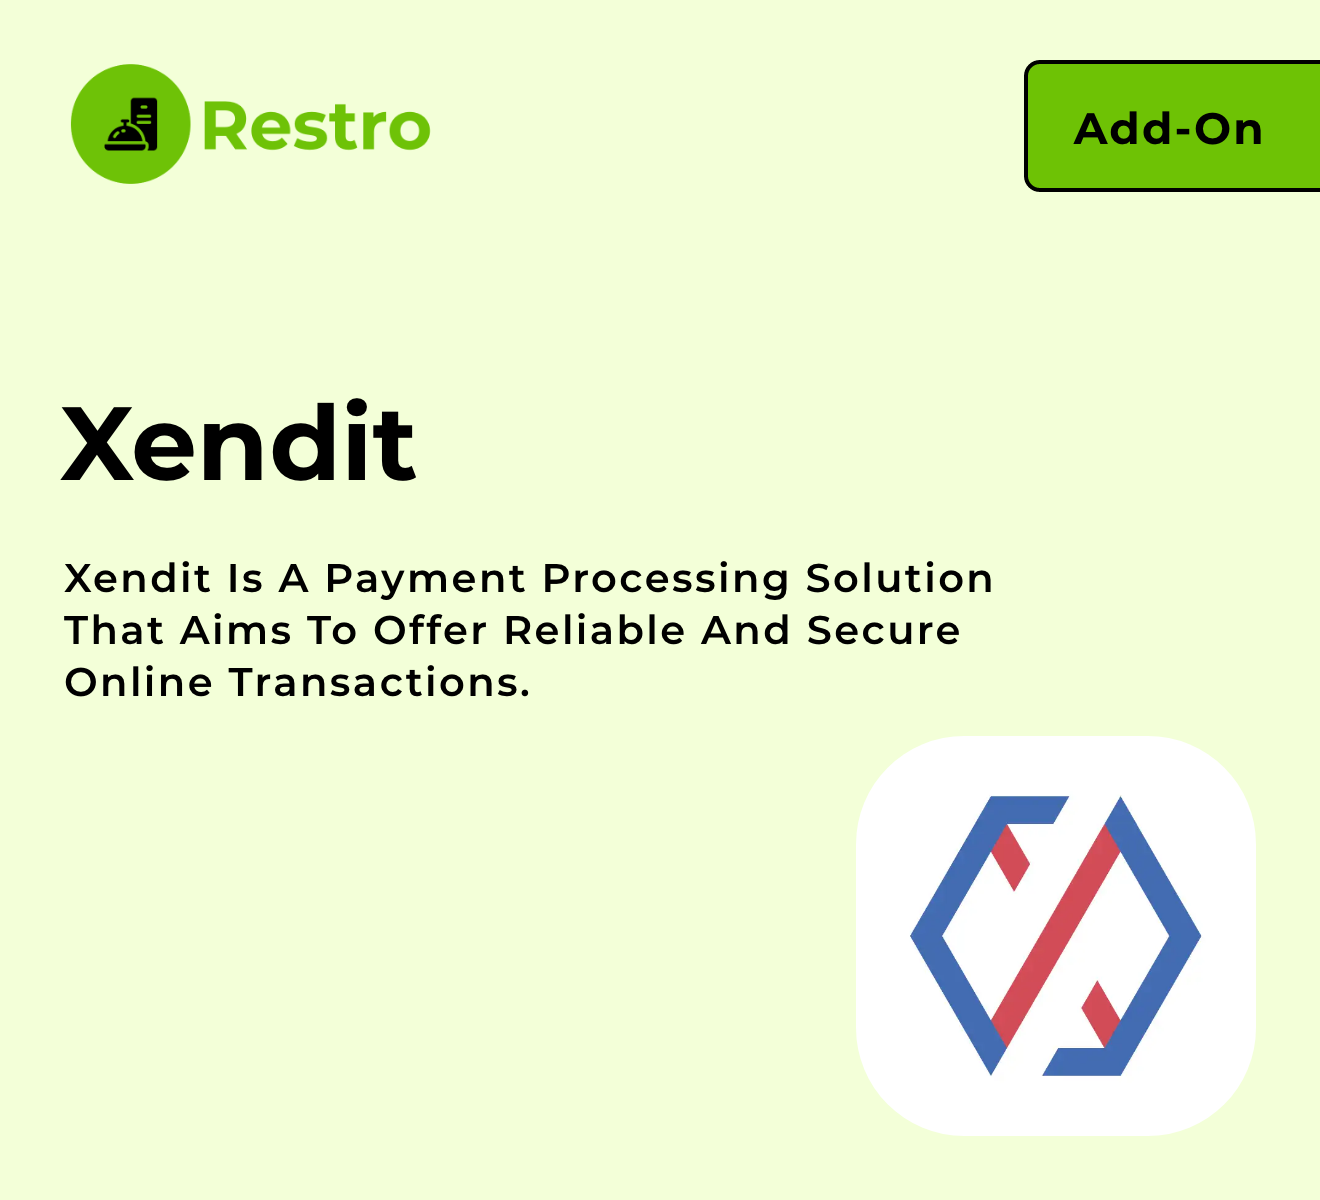 Restro
Add-On
Xendit
Xendit Is A Payment Processing Solution
That Aims To Offer Reliable And Secure
Online Transactions.